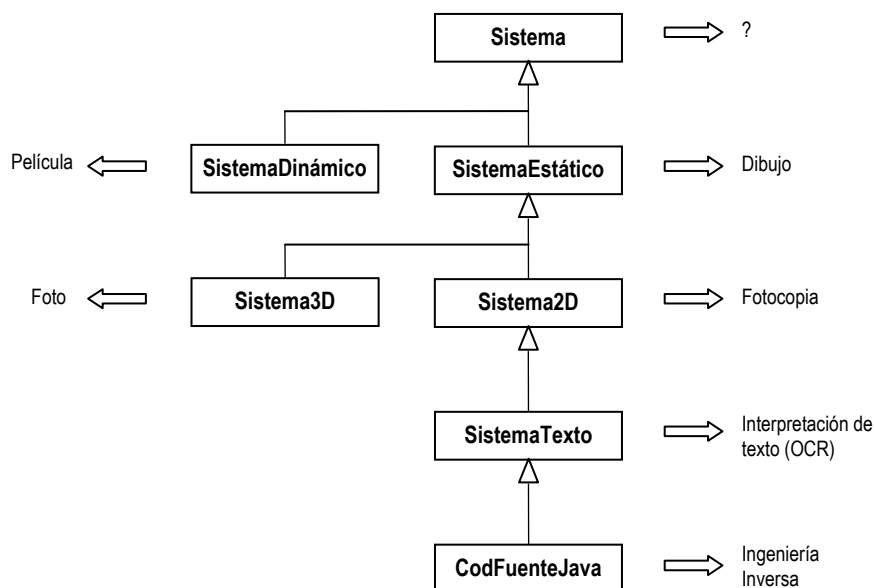 Sistema
?
Película
SistemaDinámico
SistemaEstático
Dibujo
Foto
Sistema3D
Sistema2D
Fotocopia
SistemaTexto
Interpretación de
texto (OCR)
CodFuenteJava
Ingeniería
Inversa